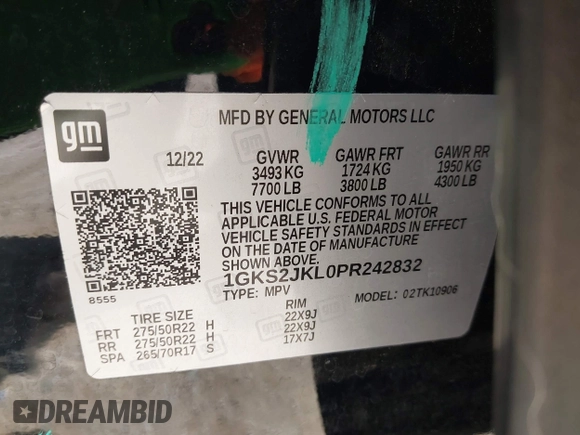 gm
MFD BY GENERAL MOTORS LLC
12/22 GVWR GAWR FRT GAWR RR
3493 KG 1724 KG 1950 KG
7700 LB 3800 LB 4300 LB
THIS VEHICLE CONFORMS TO ALL
APPLICABLE U.S. FEDERAL MOTOR
VEHICLE SAFETY STANDARDS IN EFFECT
ON THE DATE OF MANUFACTURE
SHOWN ABOVE.
1GKS2JKL0PR242832
8555
TYPE: MPV MODEL: 02TK10906
TIRE SIZE RIM
FRT 275/50R22 H 22X9J
RR 275/50R22 H 22X9J
SPA 265/70R17 S 17X7J
DREAMBID